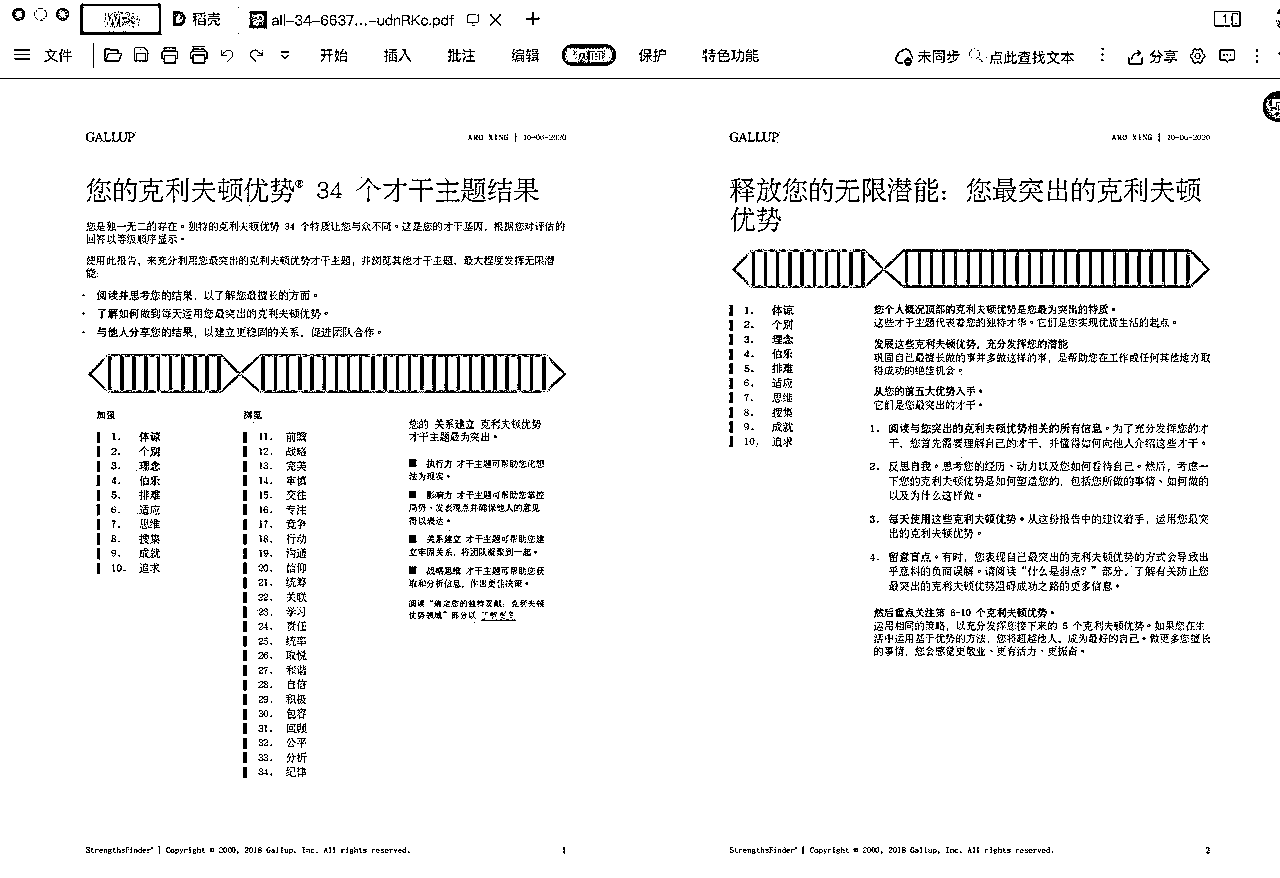 稻壳
all-34-6637...-udnRKc.pdf
文件
开始
插入
批注
编辑
页面
保护
特色功能
未同步
点此查找文本
分享
GALLUP
10-06-2020
您的克利夫顿优势® 34 个才干主题结果
您是独一无二的存在。独特的克利夫顿优势 34 个特质让您与众不同。这是您的才干基因，根据您对评估的
回答以等级顺序显示。
使用此报告，来充分利用您最突出的克利夫顿优势才干主题，并浏览其他才干主题，最大程度发挥无限潜
能:
• 阅读并思考您的结果，以了解您最擅长的方面。
• 了解如何做到每天运用您最突出的克利夫顿优势。
• 与他人分享您的结果，以建立更稳固的关系，促进团队合作。
加强
1. 体谅
2. 个别
3. 理念
4. 伯乐
5. 排难
6. 适应
7. 思维
8. 搜集
9. 成就
10. 追求
浏览
11. 前瞻
12. 战略
13. 完美
14. 审慎
15. 交往
16. 专注
17. 竞争
18. 行动
19. 沟通
20. 信仰
21. 统筹
22. 关联
23. 学习
24. 责任
25. 统率
26. 取悦
27. 和谐
28. 自信
29. 积极
30. 包容
31. 回顾
32. 公平
33. 分析
34. 纪律
您的 关系建立 克利夫顿优势
才干主题最为突出。
执行力 才干主题可帮助您化想
法为现实。
影响力 才干主题可帮助您掌控
局势、发表观点并确保他人的意见
得以表达。
关系建立 才干主题可帮助您建
立牢固关系，将团队凝聚到一起。
战略思维 才干主题可帮助您获
取和分析信息，作出更佳决策。
阅读“确定您的独特贡献：克利夫顿
优势领域”部分以 了解更多
StrengthsFinder® | Copyright © 2000, 2018 Gallup, Inc. All rights reserved.
1
GALLUP
10-06-2020
释放您的无限潜能：您最突出的克利夫顿
优势
1. 体谅
2. 个别
3. 理念
4. 伯乐
5. 排难
6. 适应
7. 思维
8. 搜集
9. 成就
10. 追求
您个人概况顶部的克利夫顿优势是您最为突出的特质。
这些才干主题代表着您的独特才华。它们是您实现优质生活的起点。
发展这些克利夫顿优势，充分发挥您的潜能
巩固自己最擅长做的事并多做这样的事，是帮助您在工作或任何其他地方取
得成功的绝佳机会。
从您的前五大优势入手。
它们是您最突出的才干。
1. 阅读与您突出的克利夫顿优势相关的所有信息。为了充分发挥您的才
干，您首先需要理解自己的才干，并懂得如何向他人介绍这些才干。
2. 反思自我。思考您的经历、动力以及您如何看待自己。然后，考虑一
下您的克利夫顿优势是如何塑造您的，包括您所做的事情、如何做的
以及为什么这样做。
3. 每天使用这些克利夫顿优势。从这份报告中的建议着手，运用您最突
出的克利夫顿优势。
4. 留意盲点。有时，您表现自己最突出的克利夫顿优势的方式会导致出
乎意料的负面误解。请阅读“什么是弱点？”部分，了解有关防止您
最突出的克利夫顿优势阻碍成功之路的更多信息。
然后重点关注第 6-10 个克利夫顿优势。
运用相同的策略，以充分发挥您接下来的 5 个克利夫顿优势。如果您在生
活中运用基于优势的方法，您将超越他人，成为最好的自己。做更多您擅长
的事情，您会感觉更敬业、更有活力、更振奋。
StrengthsFinder® | Copyright © 2000, 2018 Gallup, Inc. All rights reserved.
2